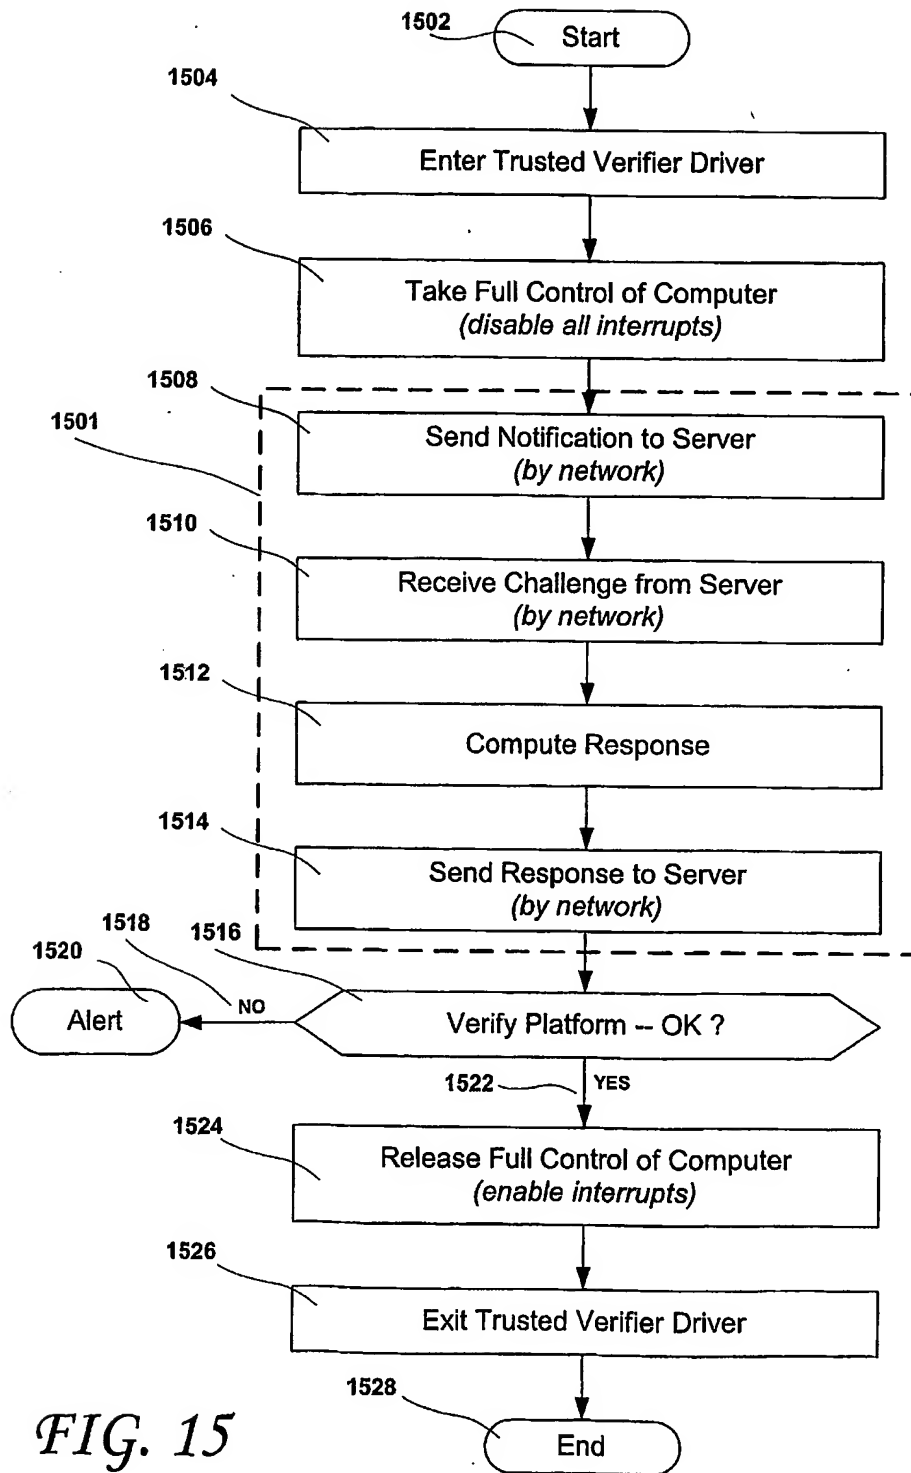 1502
Start
1504
Enter Trusted Verifier Driver
1506
Take Full Control of Computer
(disable all interrupts)
1508
1501
Send Notification to Server
(by network)
1510
Receive Challenge from Server
(by network)
1512
Compute Response
1514
Send Response to Server
(by network)
1518
1516
1520
NO
Alert
Verify Platform -- OK ?
1522
YES
1524
Release Full Control of Computer
(enable interrupts)
1526
Exit Trusted Verifier Driver
1528
End
FIG. 15